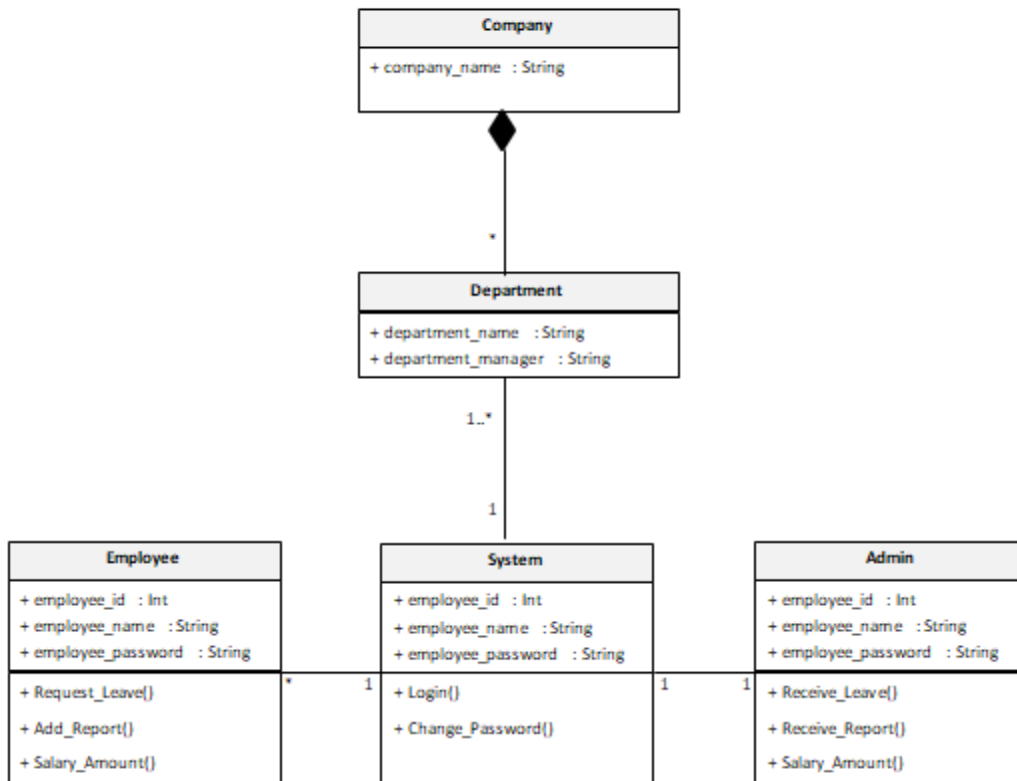 Company
+ company_name : String
*
Department
+ department_name : String
+ department_manager : String
1..*
1
Employee
+ employee_id : Int
+ employee_name : String
+ employee_password : String
+ Request_Leave()
+ Add_Report()
+ Salary_Amount()
* 1
System
+ employee_id : Int
+ employee_name : String
+ employee_password : String
+ Login()
+ Change_Password()
1 1
Admin
+ employee_id : Int
+ employee_name : String
+ employee_password : String
+ Receive_Leave()
+ Receive_Report()
+ Salary_Amount()